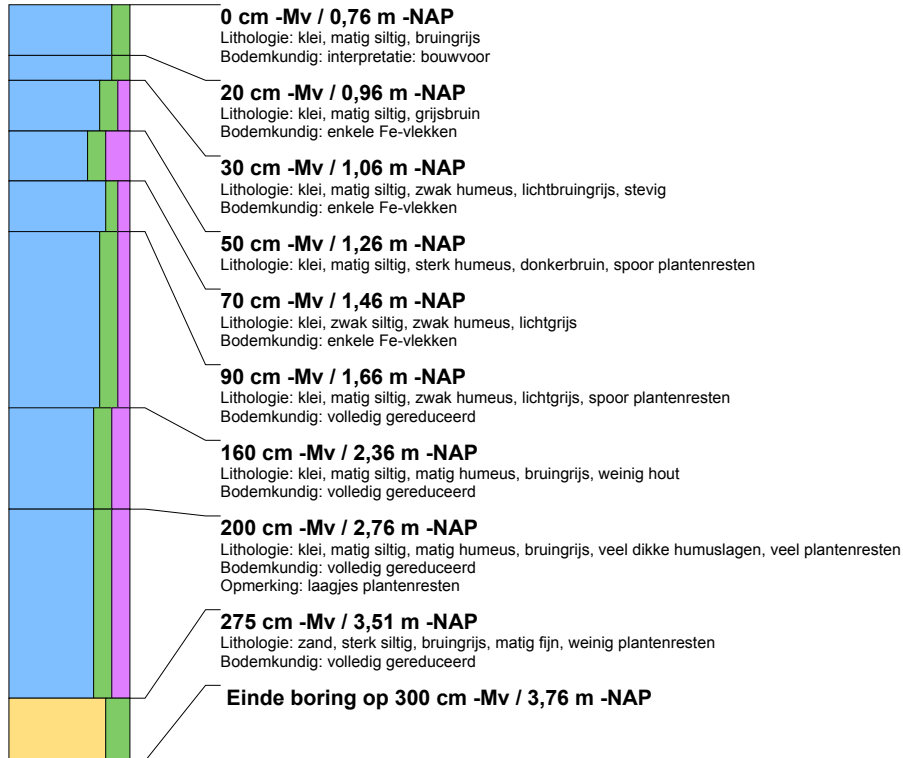 0 cm -Mv / 0,76 m -NAP
Lithologie: klei, matig siltig, bruingrijs
Bodemkundig: interpretatie: bouwvoor
20 cm -Mv / 0,96 m -NAP
Lithologie: klei, matig siltig, grijsbruin
Bodemkundig: enkele Fe-vlekken
30 cm -Mv / 1,06 m -NAP
Lithologie: klei, matig siltig, zwak humeus, lichtbruingrijs, stevig
Bodemkundig: enkele Fe-vlekken
50 cm -Mv / 1,26 m -NAP
Lithologie: klei, matig siltig, sterk humeus, donkerbruin, spoor plantenresten
70 cm -Mv / 1,46 m -NAP
Lithologie: klei, zwak siltig, zwak humeus, lichtgrijs
Bodemkundig: enkele Fe-vlekken
90 cm -Mv / 1,66 m -NAP
Lithologie: klei, matig siltig, zwak humeus, lichtgrijs, spoor plantenresten
Bodemkundig: volledig gereduceerd
160 cm -Mv / 2,36 m -NAP
Lithologie: klei, matig siltig, matig humeus, bruingrijs, weinig hout
Bodemkundig: volledig gereduceerd
200 cm -Mv / 2,76 m -NAP
Lithologie: klei, matig siltig, matig humeus, bruingrijs, veel dikke humuslagen, veel plantenresten
Bodemkundig: volledig gereduceerd
Opmerking: laagjes plantenresten
275 cm -Mv / 3,51 m -NAP
Lithologie: zand, sterk siltig, bruingrijs, matig fijn, weinig plantenresten
Bodemkundig: volledig gereduceerd
Einde boring op 300 cm -Mv / 3,76 m -NAP